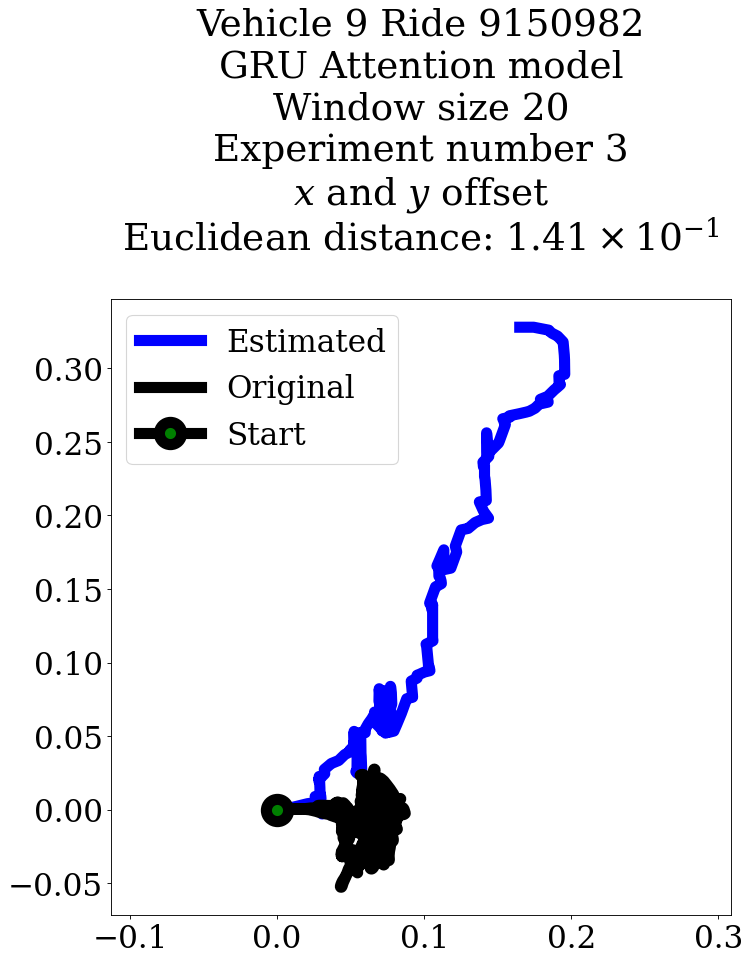 Vehicle 9 Ride 9150982
GRU Attention model
Window size 20
Experiment number 3
x and y offset
Euclidean distance: 1.41 × 10⁻¹
Estimated
Original
Start
0.30
0.25
0.20
0.15
0.10
0.05
0.00
−0.05
−0.1
0.0
0.1
0.2
0.3